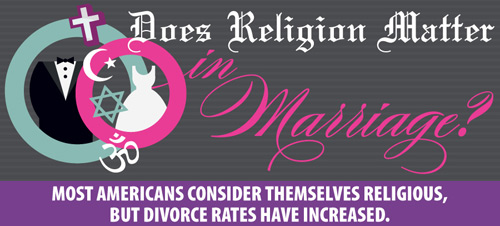 Does Religion Matter
in
Marriage?
MOST AMERICANS CONSIDER THEMSELVES RELIGIOUS,
BUT DIVORCE RATES HAVE INCREASED.